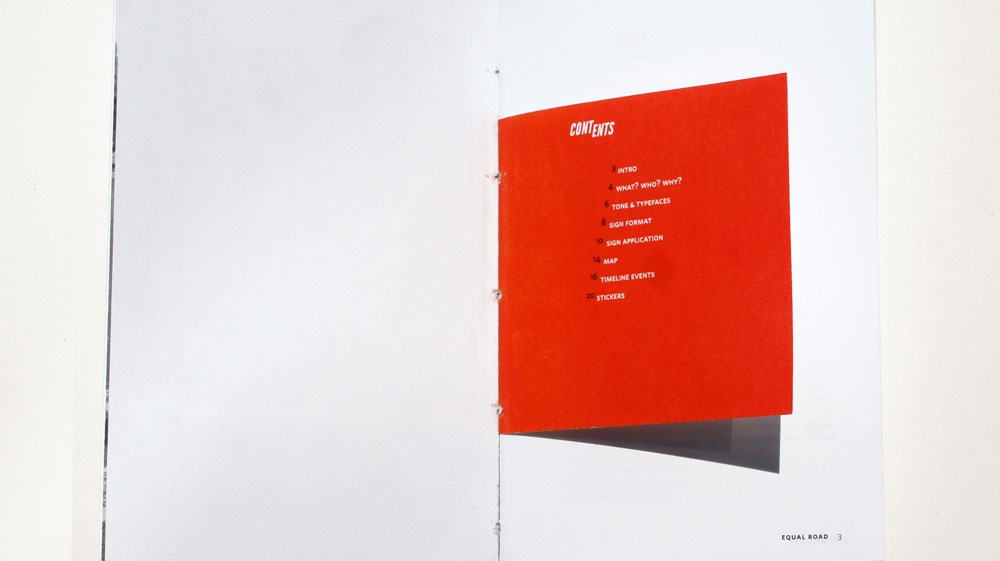 CONTENTS
3 INTRO
4 WHAT? WHO? WHY?
6 TONE & TYPEFACES
8 SIGN FORMAT
10 SIGN APPLICATION
14 MAP
16 TIMELINE EVENTS
20 STICKERS
EQUAL ROAD 3